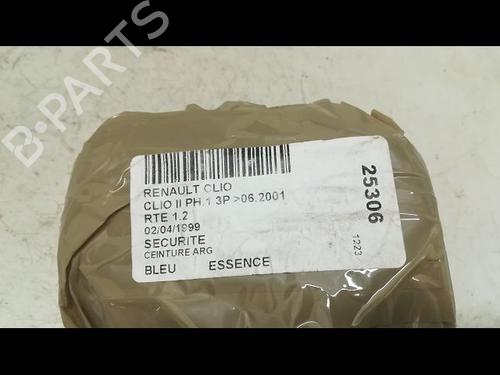 B-PARTS
RENAULT CLIO
CLIO II PH.1 3P >06.2001
RTE 1.2
02/04/1999
SECURITE
CEINTURE ARG
BLEU ESSENCE
25306
1223